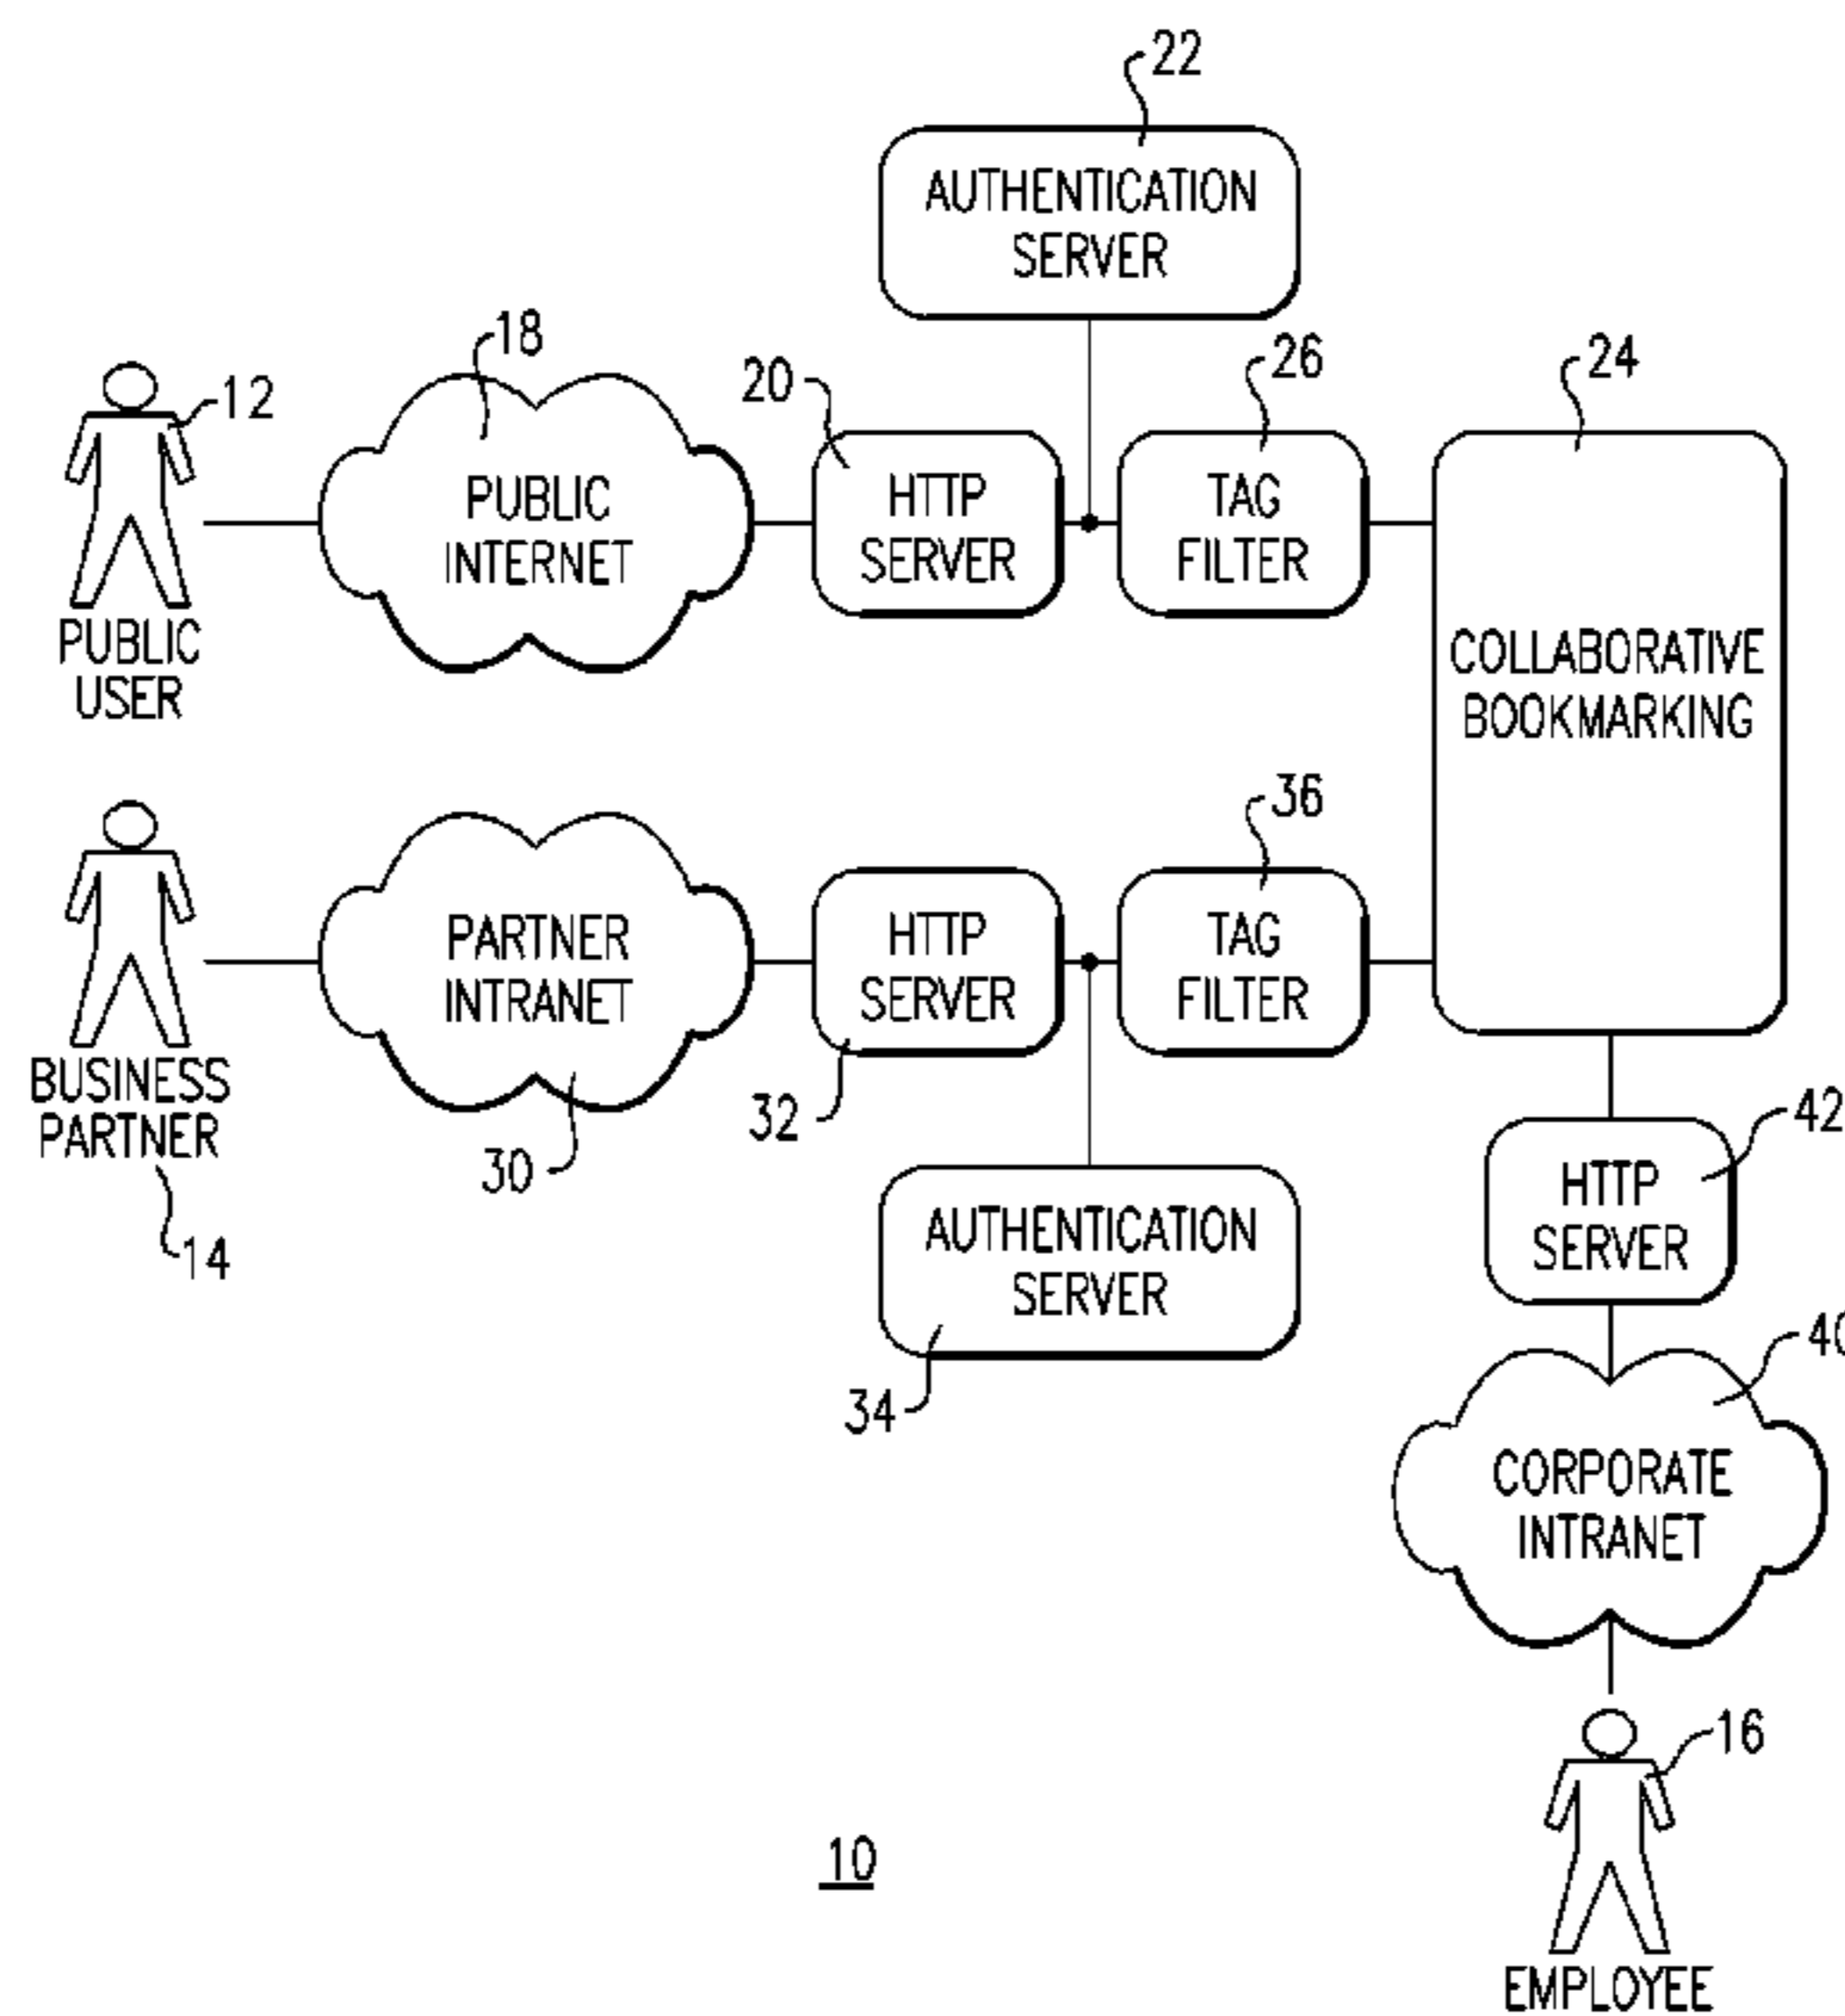 22
AUTHENTICATION
SERVER
18
12
20
26
24
PUBLIC
INTERNET
HTTP
SERVER
TAG
FILTER
PUBLIC
USER
COLLABORATIVE
BOOKMARKING
36
PARTNER
INTRANET
HTTP
SERVER
TAG
FILTER
BUSINESS
PARTNER
14
30
32
AUTHENTICATION
SERVER
34
42
HTTP
SERVER
40
CORPORATE
INTRANET
16
EMPLOYEE
10